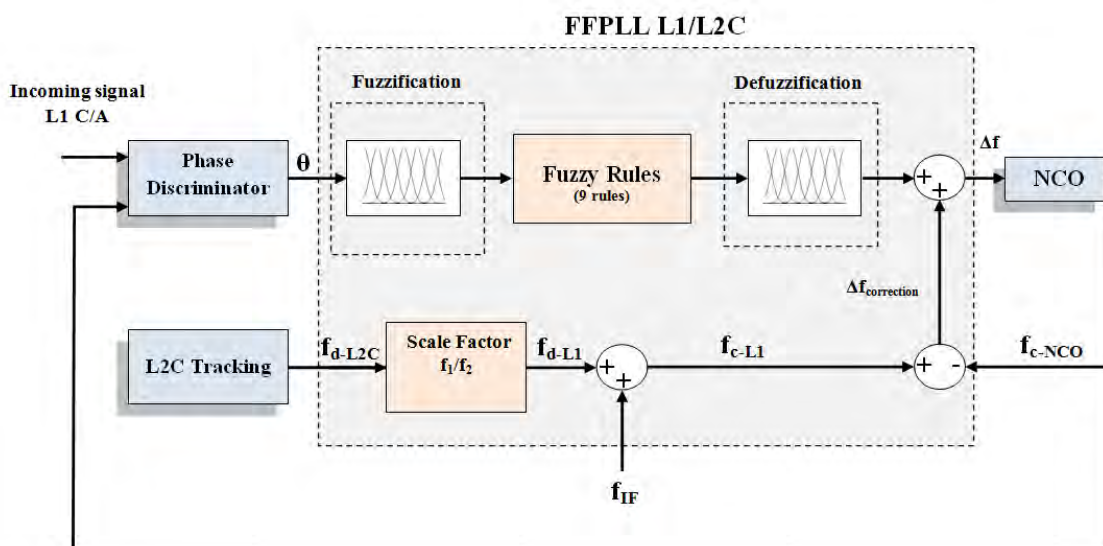 FFPLL L1/L2C
Fuzzification
Defuzzification
Incoming signal
L1 C/A
Phase
Discriminator
θ
Fuzzy Rules
(9 rules)
+
+
Δf
NCO
Δfcorrection
L2C Tracking
fd-L2C
Scale Factor
f1/f2
fd-L1
+
+
fc-L1
+
-
fc-NCO
fIF